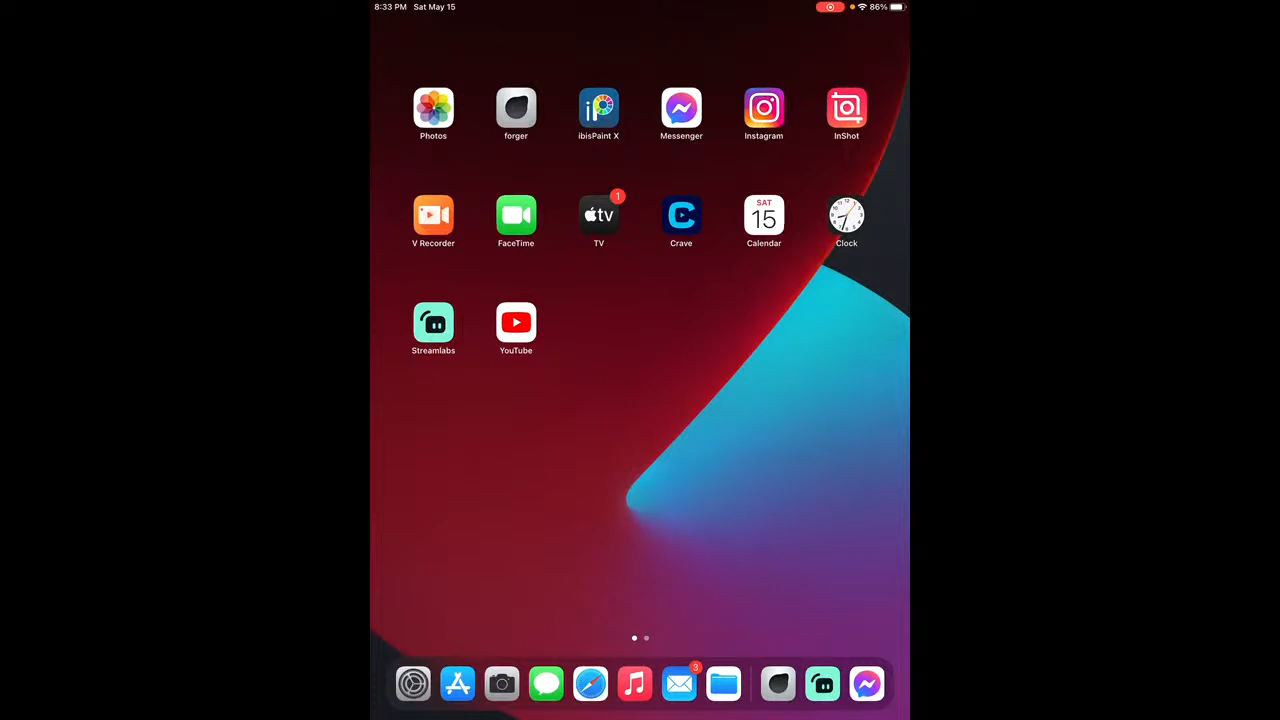 8:33 PM Sat May 15 86%
Photos forger ibisPaint X Messenger Instagram InShot
1
tv
SAT
15
V Recorder FaceTime TV Crave Calendar Clock
Streamlabs YouTube
3